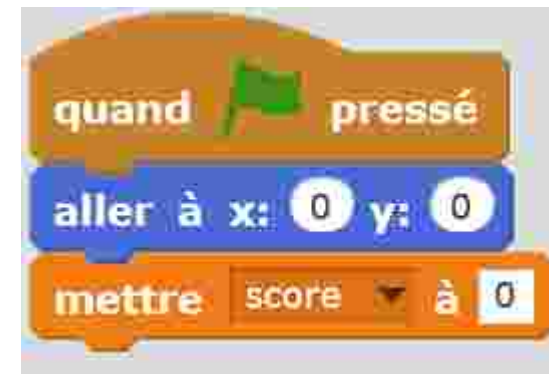 quand pressé
aller à x: 0 y: 0
mettre score à 0